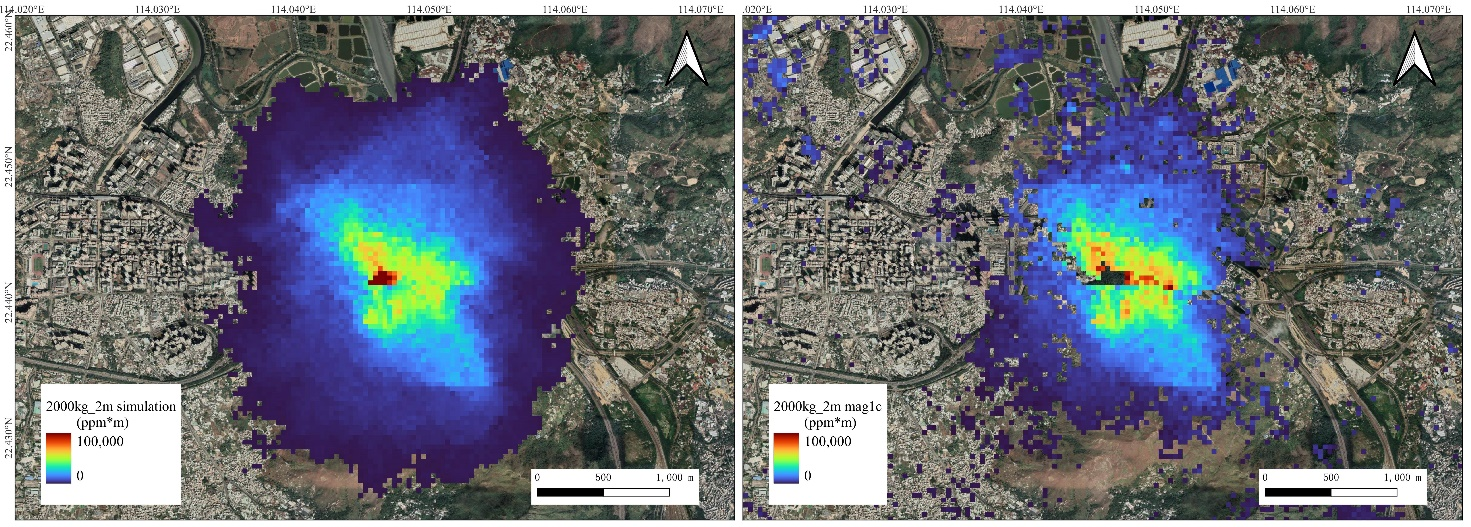 114.020°E 114.030°E 114.040°E 114.050°E 114.060°E 114.070°E
.020°E 114.030°E 114.040°E 114.050°E 114.060°E 114.070°E
22.460°N
22.450°N
22.440°N
22.430°N
2000kg_2m simulation
(ppm*m)
100,000
0
0 500 1,000 m
2000kg_2m mag1c
(ppm*m)
100,000
0
0 500 1,000 m